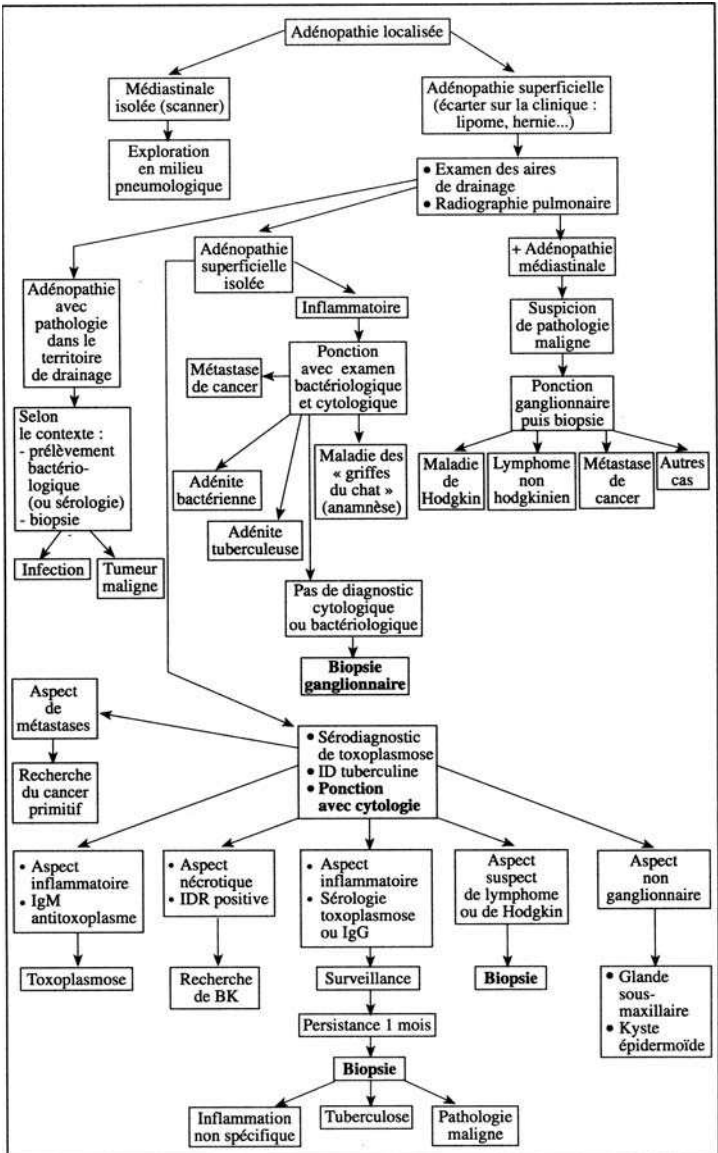 Adénopathie localisée
Médiastinale
isolée (scanner)
Adénopathie superficielle
(écarter sur la clinique :
lipome, hernie...)
Exploration
en milieu
pneumologique
● Examen des aires
de drainage
● Radiographie pulmonaire
Adénopathie
superficielle
isolée
+ Adénopathie
médiastinale
Adénopathie
avec
pathologie
dans le
territoire
de drainage
Inflammatoire
Suspicion
de pathologie
maligne
Métastase
de cancer
Ponction
avec examen
bactériologique
et cytologique
Ponction
ganglionnaire
puis biopsie
Selon
le contexte :
- prélèvement
bactério-
logique
(ou sérologie)
- biopsie
Adénite
bactérienne
Maladie des
« griffes
du chat »
(anamnèse)
Maladie
de
Hodgkin
Lymphome
non
hodgkinien
Métastase
de cancer
Autres
cas
Adénite
tuberculeuse
Infection
Tumeur
maligne
Pas de diagnostic
cytologique
ou bactériologique
Biopsie
ganglionnaire
Aspect
de
métastases
● Sérodiagnostic
de toxoplasmose
● ID tuberculine
● Ponction
avec cytologie
Recherche
du cancer
primitif
• Aspect
inflammatoire
• IgM
antitoxoplasme
• Aspect
nécrotique
• IDR positive
• Aspect
inflammatoire
• Sérologie
toxoplasmose
ou IgG
Aspect
suspect
de lymphome
ou de Hodgkin
Aspect
non
ganglionnaire
Toxoplasmose
Recherche
de BK
Surveillance
Biopsie
● Glande
sous-
maxillaire
● Kyste
épidermoïde
Persistance 1 mois
Biopsie
Inflammation
non spécifique
Tuberculose
Pathologie
maligne